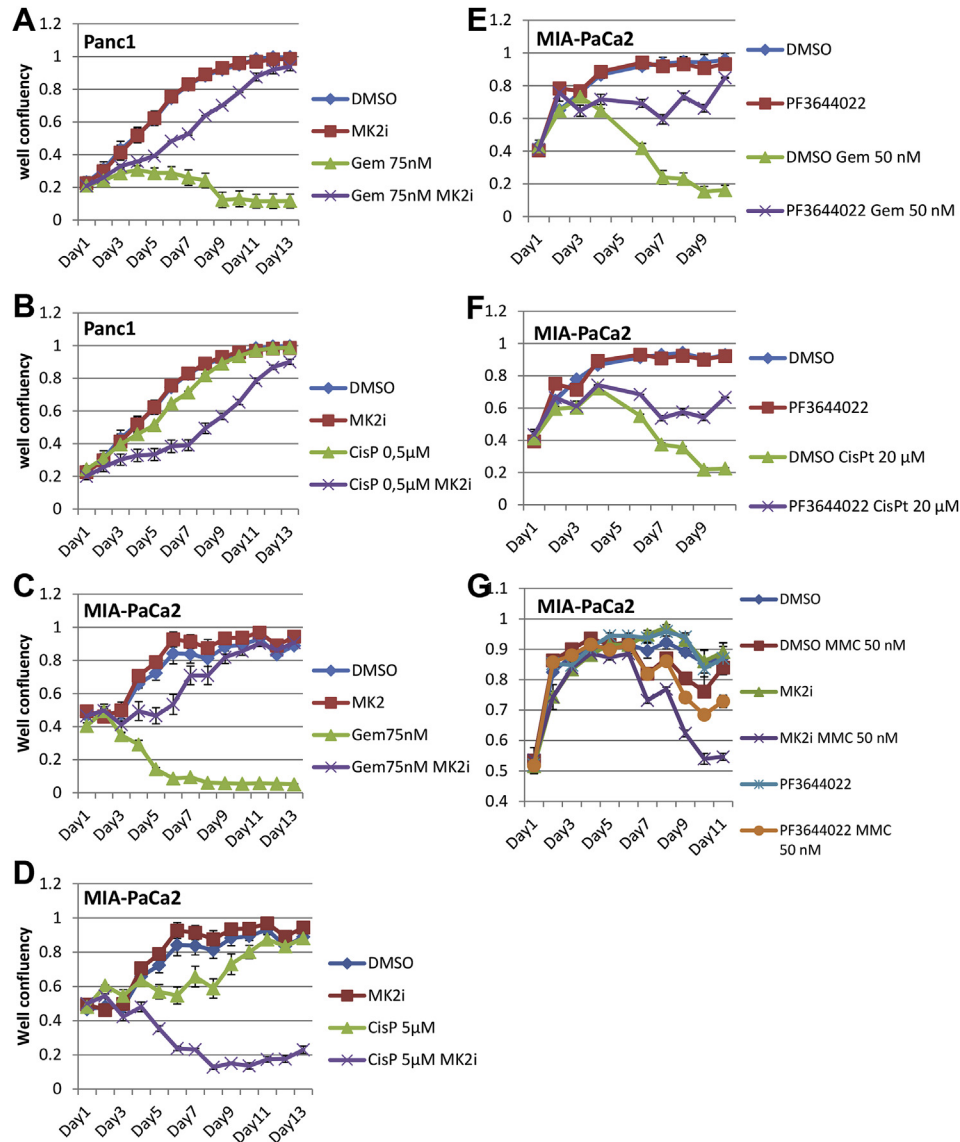 A
Panc1
well confluency
1.2
1
0.8
0.6
0.4
0.2
0
Day1
Day3
Day5
Day7
Day9
Day11
Day13
DMSO
MK2i
Gem 75nM
Gem 75nM MK2i
B
Panc1
Well confluency
1.2
1
0.8
0.6
0.4
0.2
0
Day1
Day3
Day5
Day7
Day9
Day11
Day13
DMSO
MK2i
CisP 0,5µM
CisP 0,5µM MK2i
C
MIA-PaCa2
Well confluency
1.2
1
0.8
0.6
0.4
0.2
0
Day1
Day3
Day5
Day7
Day9
Day11
Day13
DMSO
MK2
Gem75nM
Gem75nM MK2i
D
MIA-PaCa2
Well confluency
1.2
1
0.8
0.6
0.4
0.2
0
Day1
Day3
Day5
Day7
Day9
Day11
Day13
DMSO
MK2i
CisP 5µM
CisP 5µM MK2i
E
MIA-PaCa2
1.2
1
0.8
0.6
0.4
0.2
0
Day1
Day3
Day5
Day7
Day9
DMSO
PF3644022
DMSO Gem 50 nM
PF3644022 Gem 50 nM
F
MIA-PaCa2
1.2
1
0.8
0.6
0.4
0.2
0
Day1
Day3
Day5
Day7
Day9
DMSO
PF3644022
DMSO CisPt 20 µM
PF3644022 CisPt 20 µM
G
MIA-PaCa2
1.1
1
0.9
0.8
0.7
0.6
0.5
0.4
Day1
Day3
Day5
Day7
Day9
Day11
DMSO
DMSO MMC 50 nM
MK2i
MK2i MMC 50 nM
PF3644022
PF3644022 MMC
50 nM